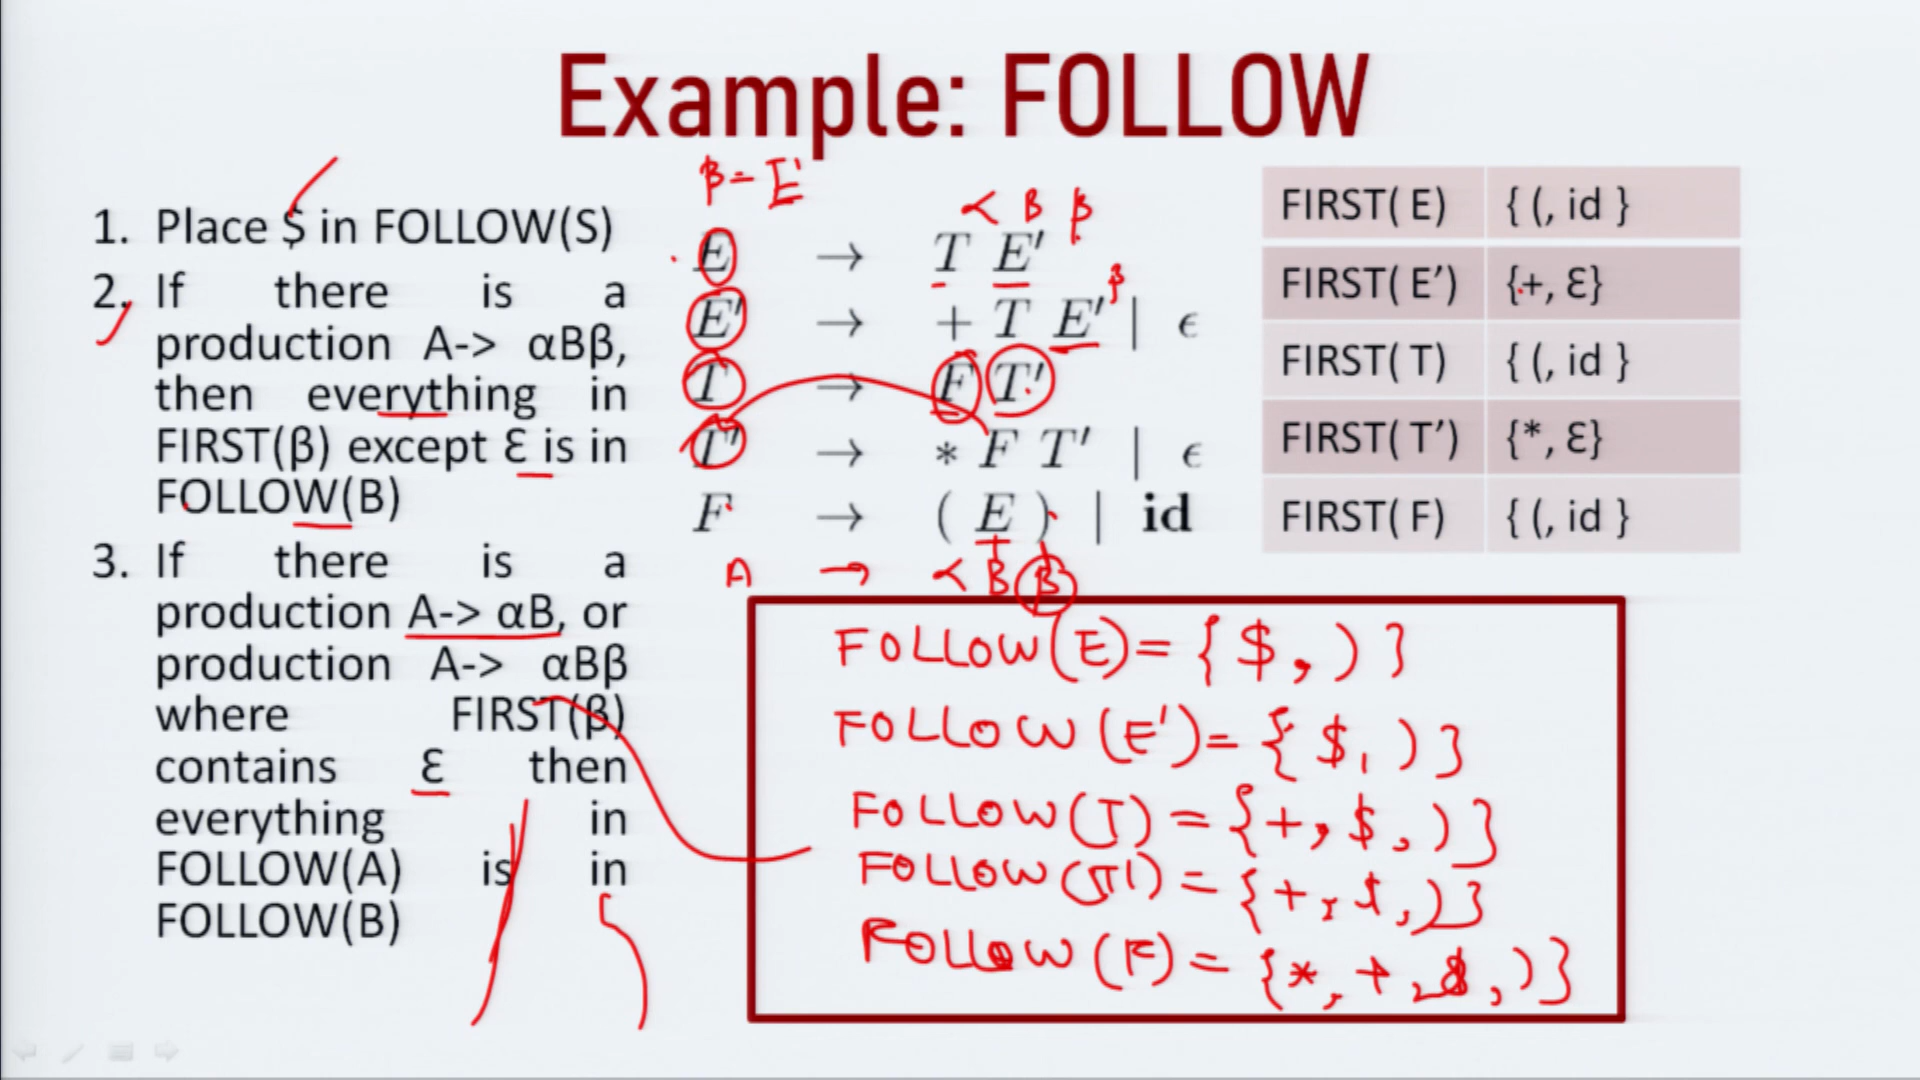 Example: FOLLOW
1. Place $ in FOLLOW(S)
2. If there is a
production A-> αBβ,
then everything in
FIRST(β) except Ɛ is in
FOLLOW(B)
3. If there is a
production A-> αB, or
production A-> αBβ
where FIRST(β)
contains Ɛ then
everything in
FOLLOW(A) is in
FOLLOW(B)
β = E'
α B β
E → T E′
β
E′ → + T E′ | ϵ
T → F T′
T′ → * F T′ | ϵ
F → ( E ) | id
A → α B β
FIRST( E) { (, id }
FIRST( E’) {+, Ɛ}
FIRST( T) { (, id }
FIRST( T’) {*, Ɛ}
FIRST( F) { (, id }
FOLLOW(E)= {$,)}
FOLLOW (E')= {$,)}
FOLLOW(T) = {+,$,)}
FOLLOW(T') = {+,$,)}
FOLLOW (F) = {*,+,$,)}